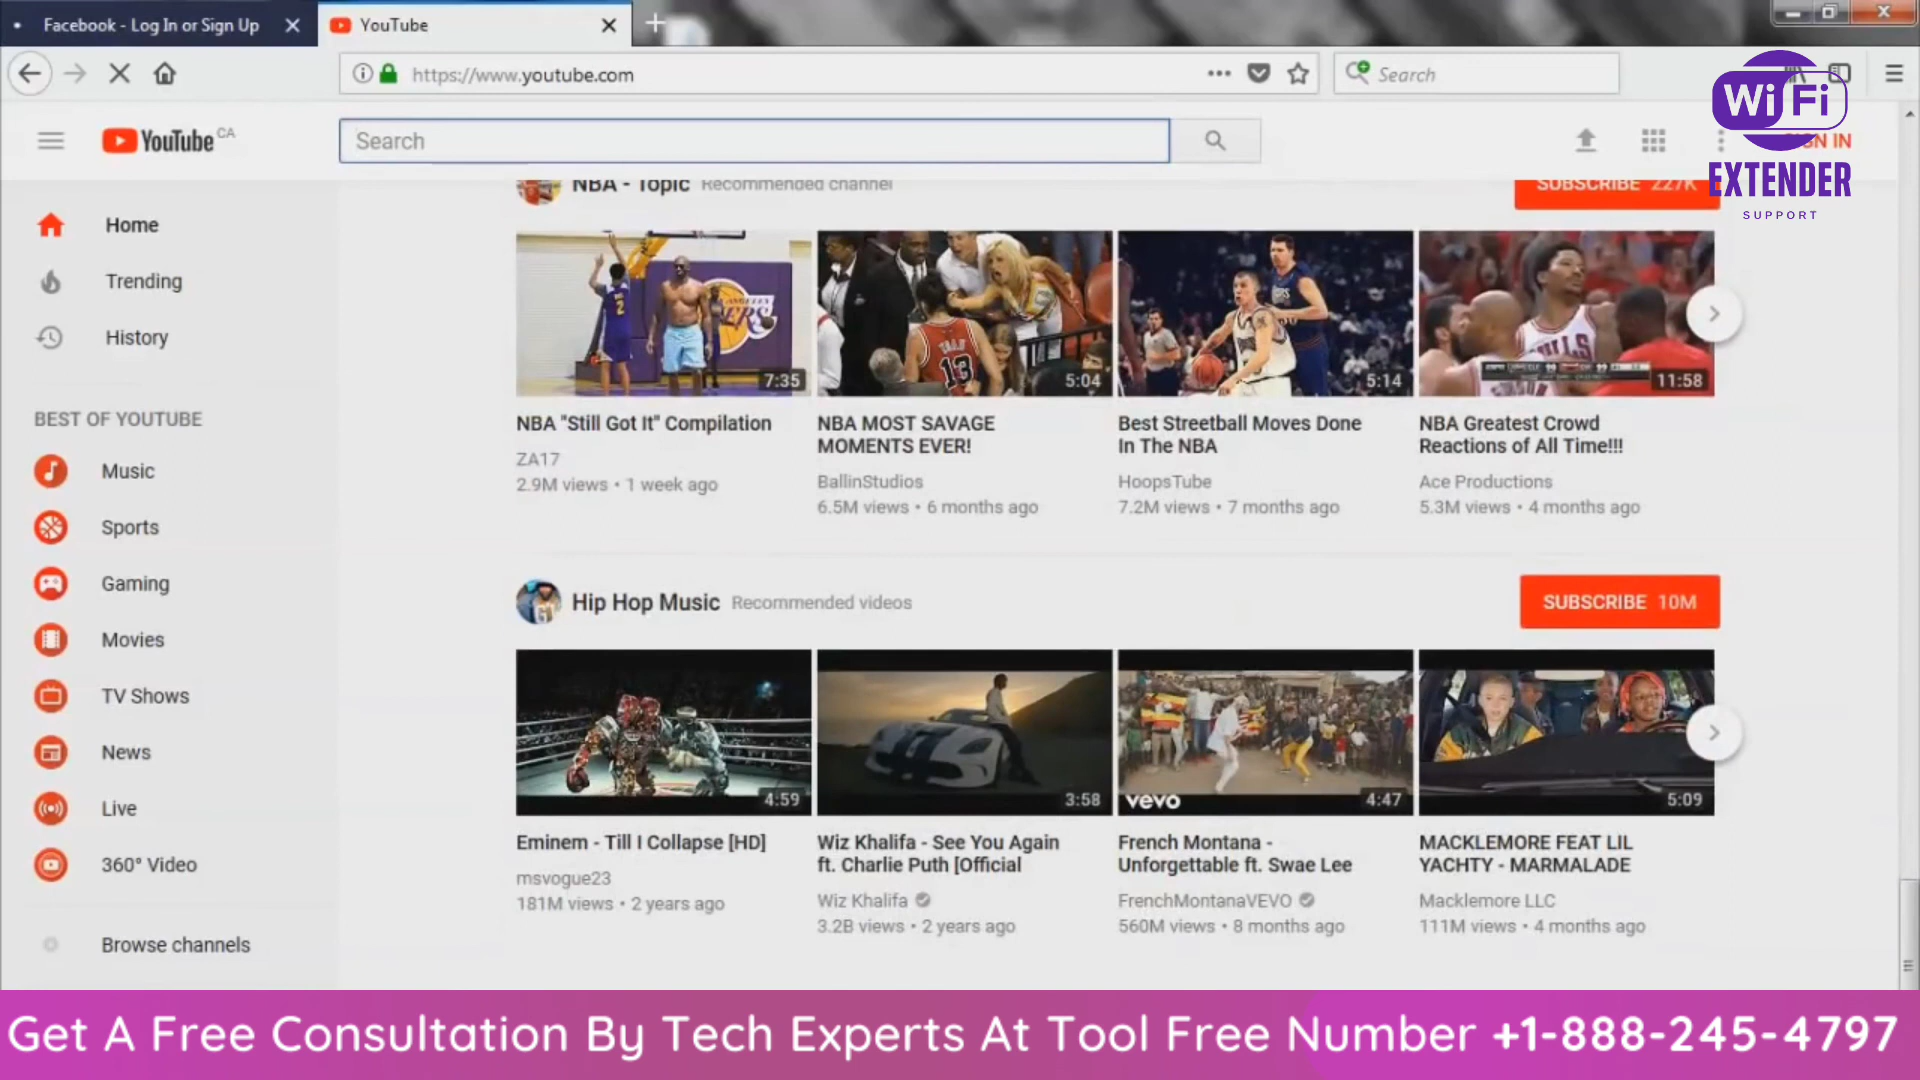 Facebook - Log In or Sign Up
YouTube
https://www.youtube.com
Search
YouTube CA
Search
SIGN IN
Wi Fi
EXTENDER
SUPPORT
NBA - Topic Recommended channel
SUBSCRIBE 227K
Home
Trending
History
BEST OF YOUTUBE
Music
Sports
Gaming
Movies
TV Shows
News
Live
360° Video
Browse channels
7:35
5:04
5:14
11:58
NBA "Still Got It" Compilation
ZA17
2.9M views • 1 week ago
NBA MOST SAVAGE
MOMENTS EVER!
BallinStudios
6.5M views • 6 months ago
Best Streetball Moves Done
In The NBA
HoopsTube
7.2M views • 7 months ago
NBA Greatest Crowd
Reactions of All Time!!!
Ace Productions
5.3M views • 4 months ago
Hip Hop Music Recommended videos
SUBSCRIBE 10M
4:59
3:58
vevo
4:47
5:09
Eminem - Till I Collapse [HD]
msvogue23
181M views • 2 years ago
Wiz Khalifa - See You Again
ft. Charlie Puth [Official
Wiz Khalifa
3.2B views • 2 years ago
French Montana -
Unforgettable ft. Swae Lee
FrenchMontanaVEVO
560M views • 8 months ago
MACKLEMORE FEAT LIL
YACHTY - MARMALADE
Macklemore LLC
111M views • 4 months ago
Get A Free Consultation By Tech Experts At Tool Free Number +1-888-245-4797